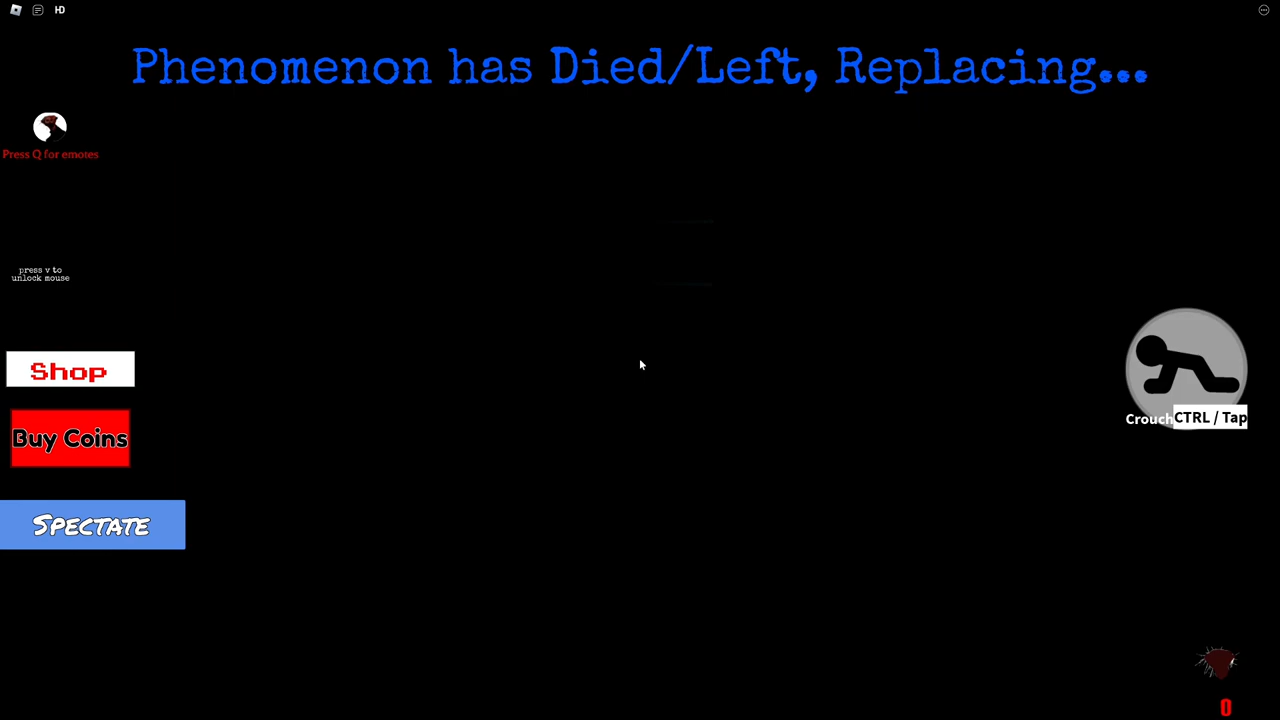 HD
Phenomenon has Died/Left, Replacing...
Press Q for emotes
press v to
unlock mouse
Shop
Buy Coins
Spectate
Crouch
CTRL / Tap
0